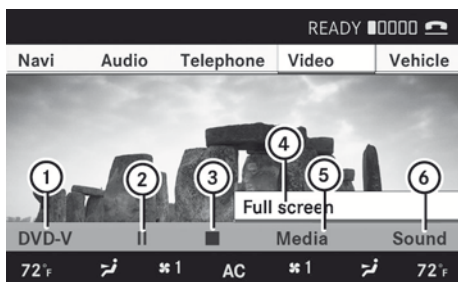 READY
Navi Audio Telephone Video Vehicle
4
1 2 3 5 6
Full screen
DVD-V Media Sound
72°F 1 AC 1 72°F